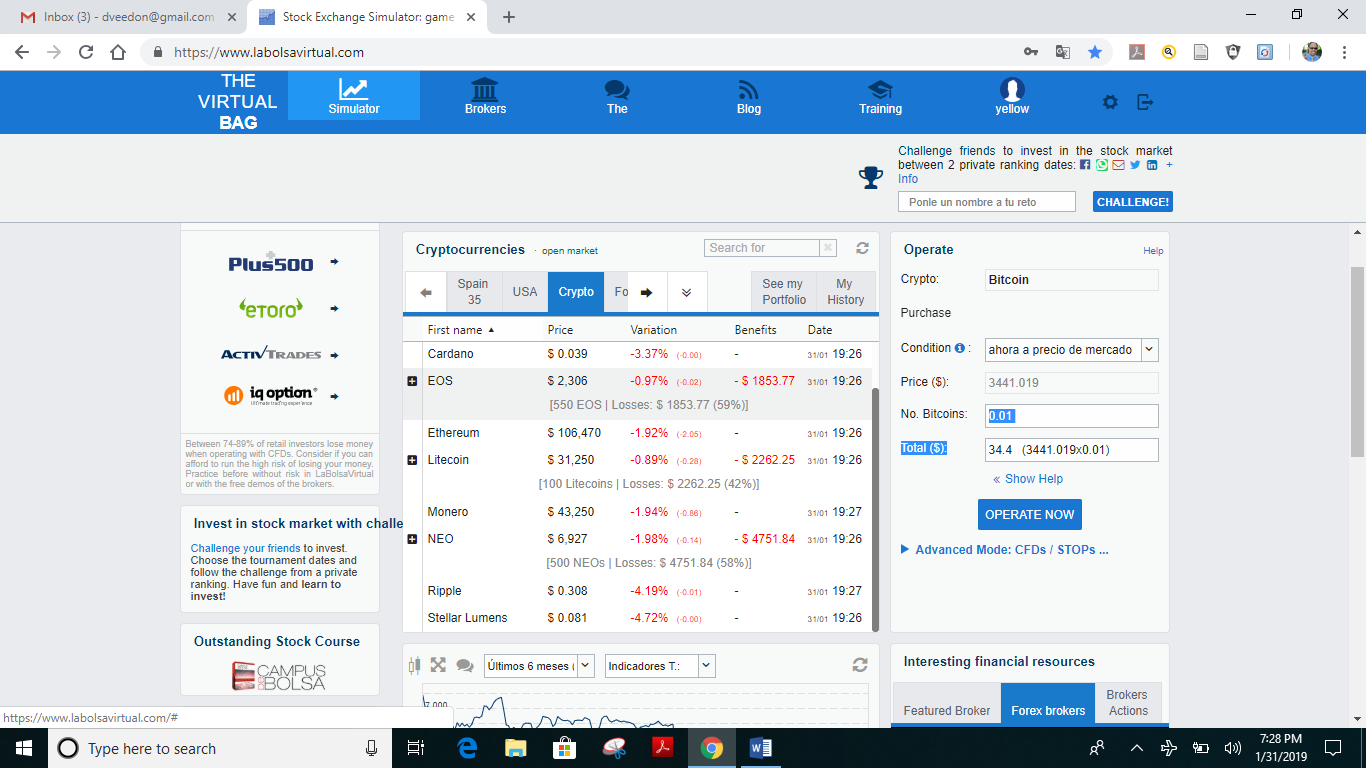 Inbox (3) - dveedon@gmail.com
Stock Exchange Simulator: game
https://www.labolsavirtual.com
THE
VIRTUAL
BAG
Simulator
Brokers
The
Blog
Training
yellow
Challenge friends to invest in the stock market
between 2 private ranking dates:
+
Info
Ponle un nombre a tu reto
CHALLENGE!
Plus500
eToro
ACTIVTRADES
iq option
Between 74-89% of retail investors lose money
when operating with CFDs. Consider if you can
afford to run the high risk of losing your money.
Practice before without risk in LaBolsaVirtual
or with the free demos of the brokers.
Invest in stock market with challe
Challenge your friends to invest.
Choose the tournament dates and
follow the challenge from a private
ranking. Have fun and learn to
invest!
Outstanding Stock Course
CAMPUS
BOLSA
https://www.labolsavirtual.com/#
Cryptocurrencies · open market
Search for
Spain
35
USA
Crypto
Fo
See my
Portfolio
My
History
First name Price Variation Benefits Date
Cardano $ 0.039 -3.37% (-0.00) - 31/01 19:26
EOS $ 2,306 -0.97% (-0.02) - $ 1853.77 31/01 19:26
[550 EOS | Losses: $ 1853.77 (59%)]
Ethereum $ 106,470 -1.92% (-2.05) - 31/01 19:26
Litecoin $ 31,250 -0.89% (-0.28) - $ 2262.25 31/01 19:26
[100 Litecoins | Losses: $ 2262.25 (42%)]
Monero $ 43,250 -1.94% (-0.86) - 31/01 19:27
NEO $ 6,927 -1.98% (-0.14) - $ 4751.84 31/01 19:26
[500 NEOs | Losses: $ 4751.84 (58%)]
Ripple $ 0.308 -4.19% (-0.01) - 31/01 19:27
Stellar Lumens $ 0.081 -4.72% (-0.00) - 31/01 19:26
Últimos 6 meses (
Indicadores T.:
7,000
Operate
Help
Crypto: Bitcoin
Purchase
Condition : ahora a precio de mercado
Price ($): 3441.019
No. Bitcoins: 0.01
Total ($): 34.4 (3441.019x0.01)
« Show Help
OPERATE NOW
Advanced Mode: CFDs / STOPs ...
Interesting financial resources
Featured Broker
Forex brokers
Brokers
Actions
Type here to search
7:28 PM
1/31/2019